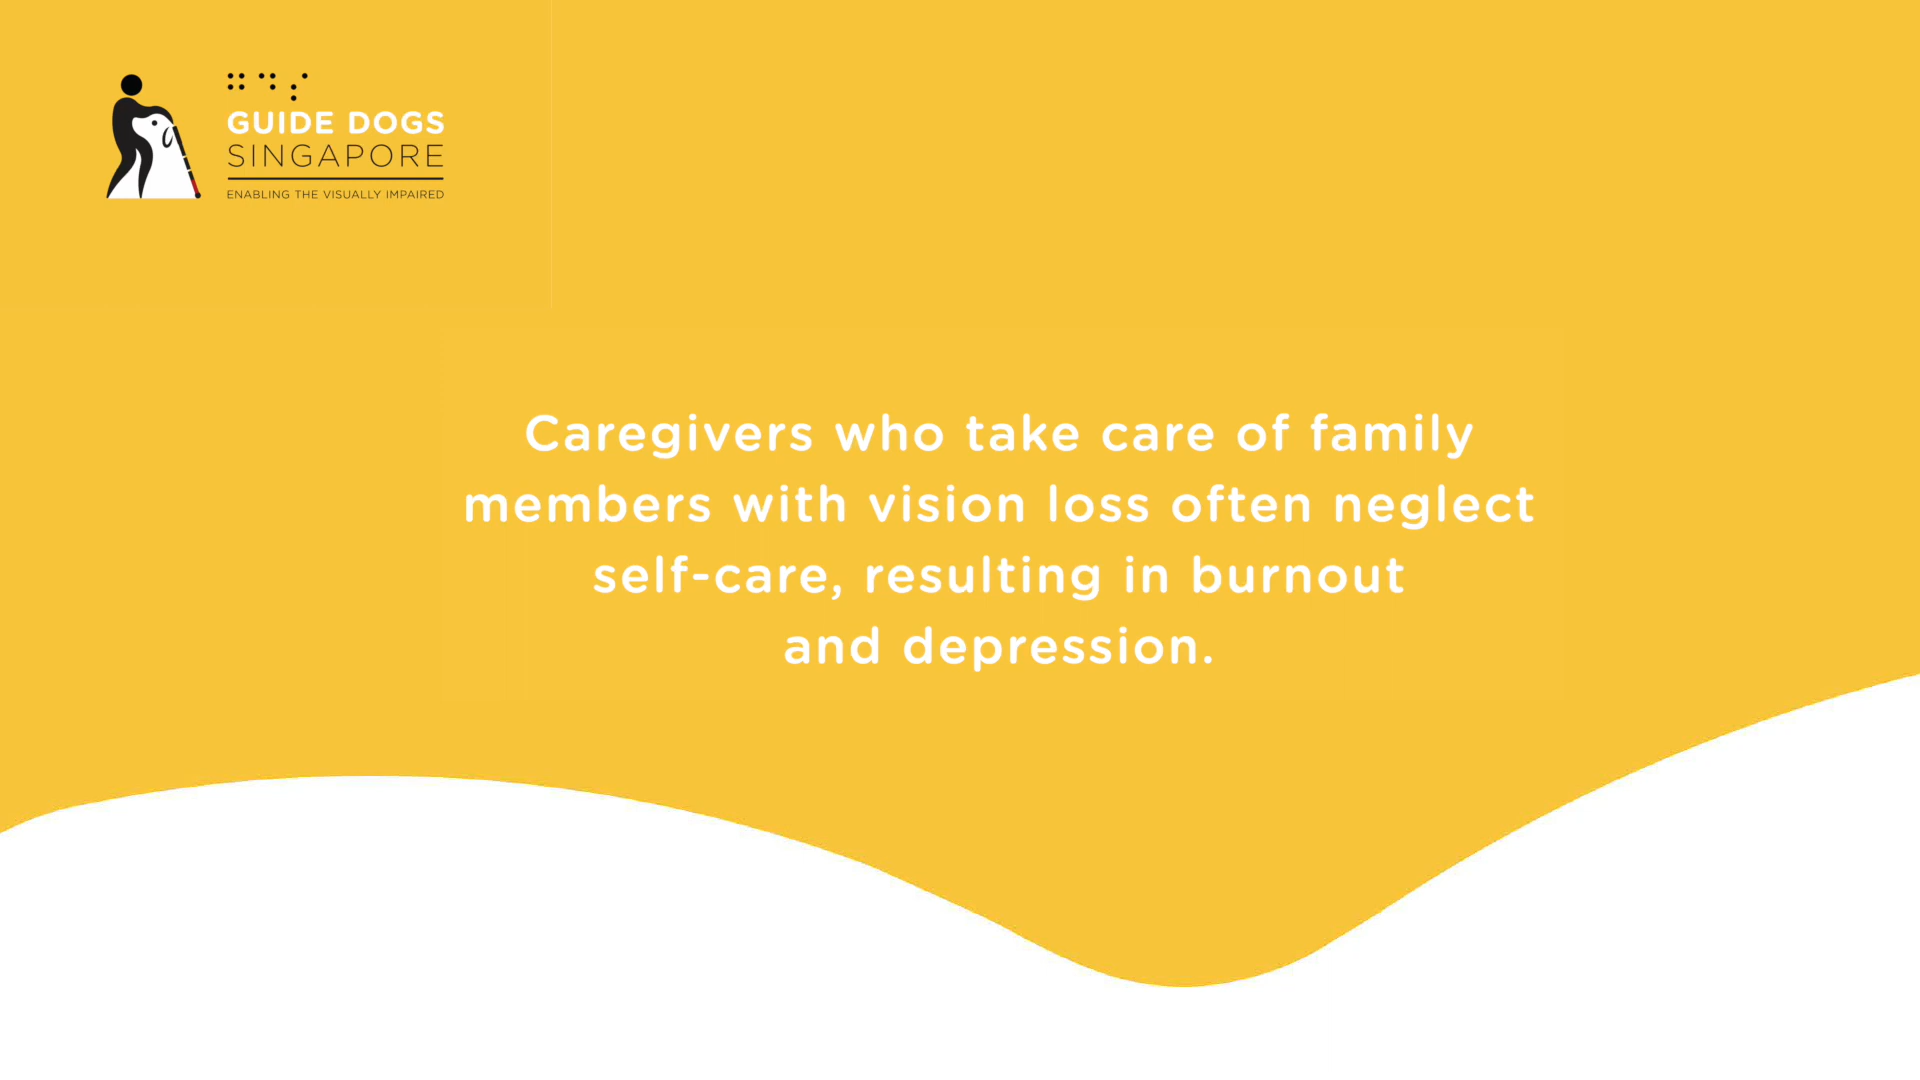 ⠛⠙⠎
GUIDE DOGS
SINGAPORE
ENABLING THE VISUALLY IMPAIRED
Caregivers who take care of family
members with vision loss often neglect
self-care, resulting in burnout
and depression.